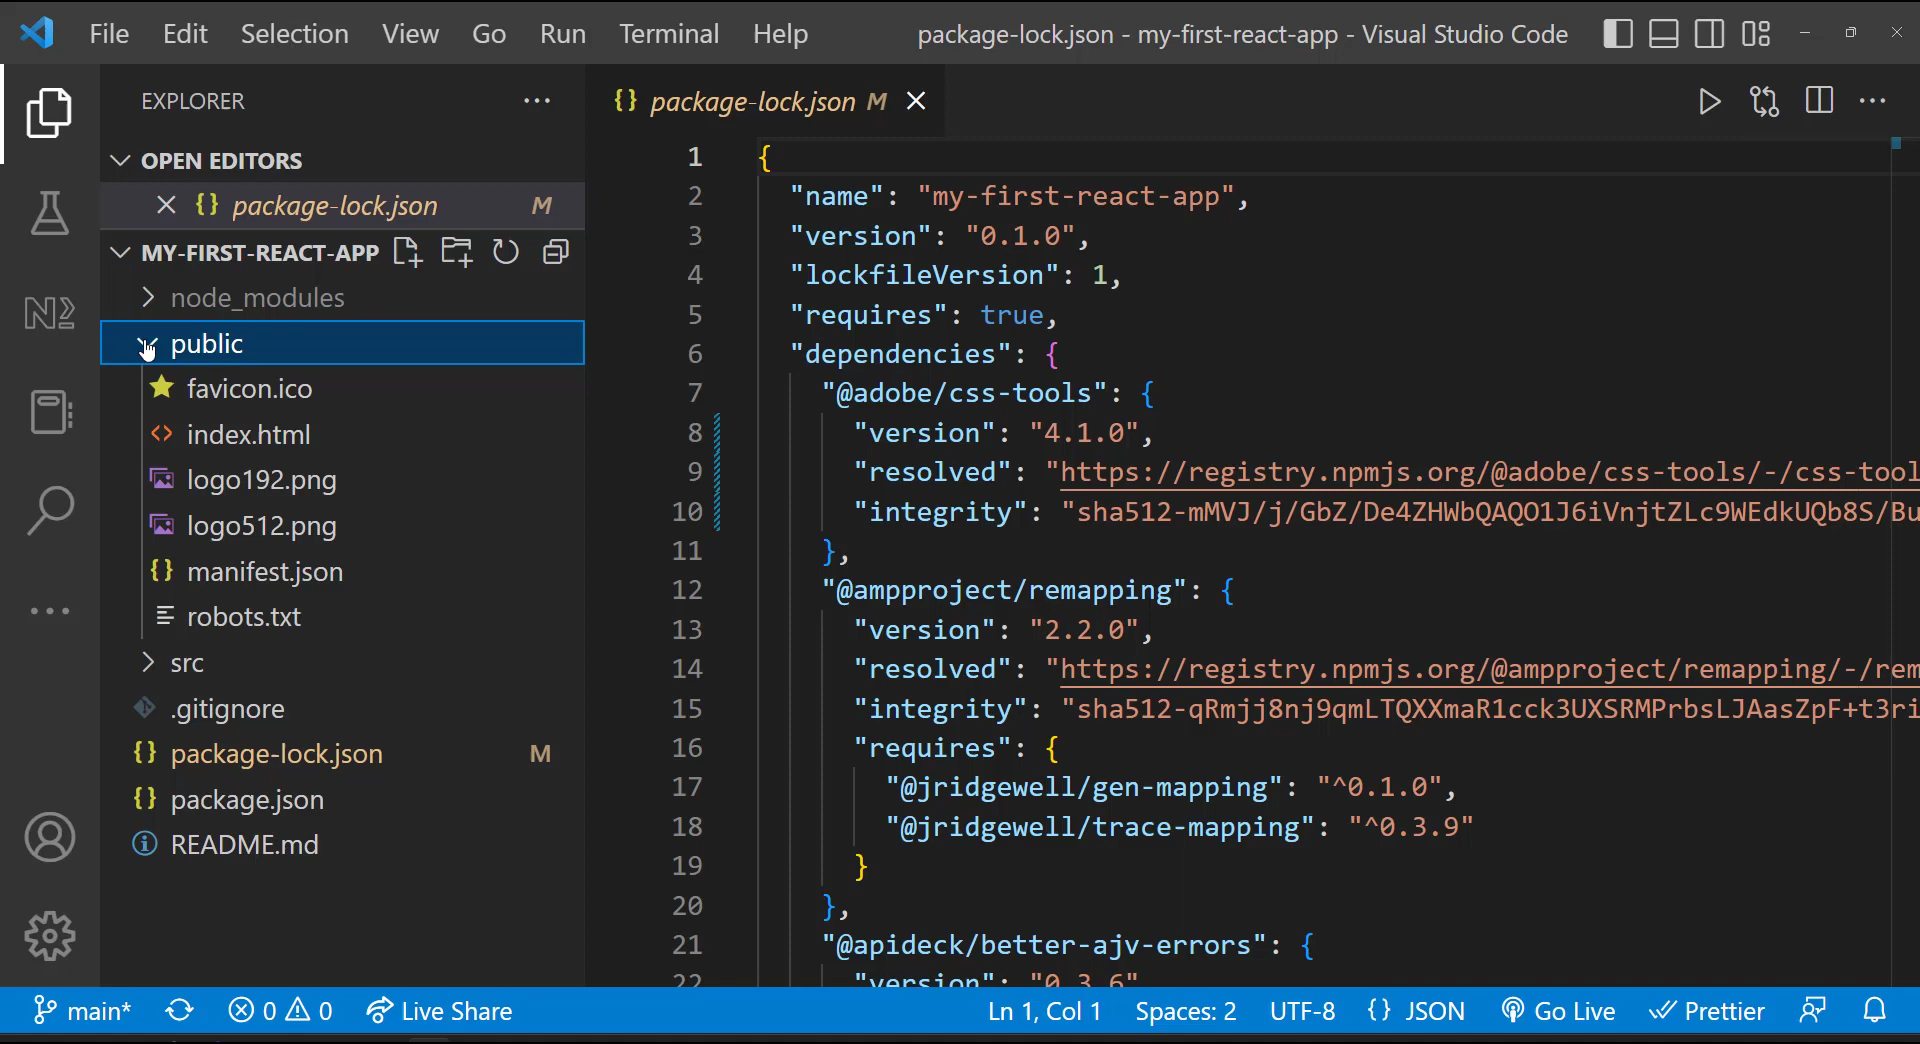 File Edit Selection View Go Run Terminal Help package-lock.json - my-first-react-app - Visual Studio Code
EXPLORER
OPEN EDITORS
package-lock.json M
MY-FIRST-REACT-APP
node_modules
public
favicon.ico
index.html
logo192.png
logo512.png
manifest.json
robots.txt
src
.gitignore
package-lock.json M
package.json
README.md
package-lock.json M
1 {
2 "name": "my-first-react-app",
3 "version": "0.1.0",
4 "lockfileVersion": 1,
5 "requires": true,
6 "dependencies": {
7 "@adobe/css-tools": {
8 "version": "4.1.0",
9 "resolved": "https://registry.npmjs.org/@adobe/css-tools/-/css-tool
10 "integrity": "sha512-mMVJ/j/GbZ/De4ZHWbQAQO1J6iVnjtZLc9WEdkUQb8S/Bu
11 },
12 "@ampproject/remapping": {
13 "version": "2.2.0",
14 "resolved": "https://registry.npmjs.org/@ampproject/remapping/-/rem
15 "integrity": "sha512-qRmjj8nj9qmLTQXXmaR1cck3UXSRMPrbsLJAasZpF+t3ri
16 "requires": {
17 "@jridgewell/gen-mapping": "^0.1.0",
18 "@jridgewell/trace-mapping": "^0.3.9"
19 }
20 },
21 "@apideck/better-ajv-errors": {
22 "version": "0.3.6"
main* 0 0 Live Share Ln 1, Col 1 Spaces: 2 UTF-8 {} JSON Go Live Prettier